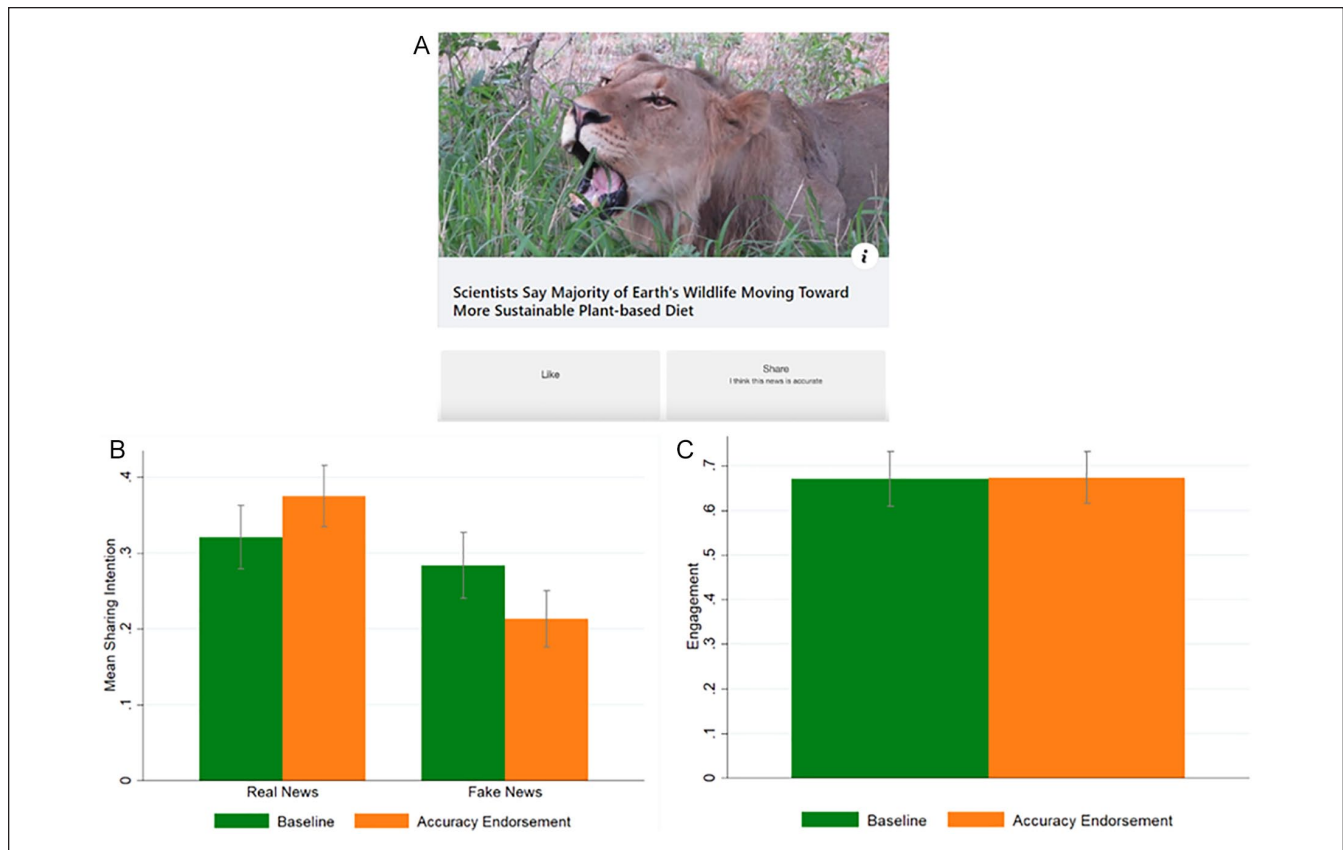 A
i
Scientists Say Majority of Earth's Wildlife Moving Toward
More Sustainable Plant-based Diet
Like
Share
I think this news is accurate
B
Mean Sharing Intention
.4
.3
.2
.1
0
Real News
Fake News
Baseline
Accuracy Endorsement
C
Engagement
.7
.6
.5
.4
.3
.2
.1
0
Baseline
Accuracy Endorsement